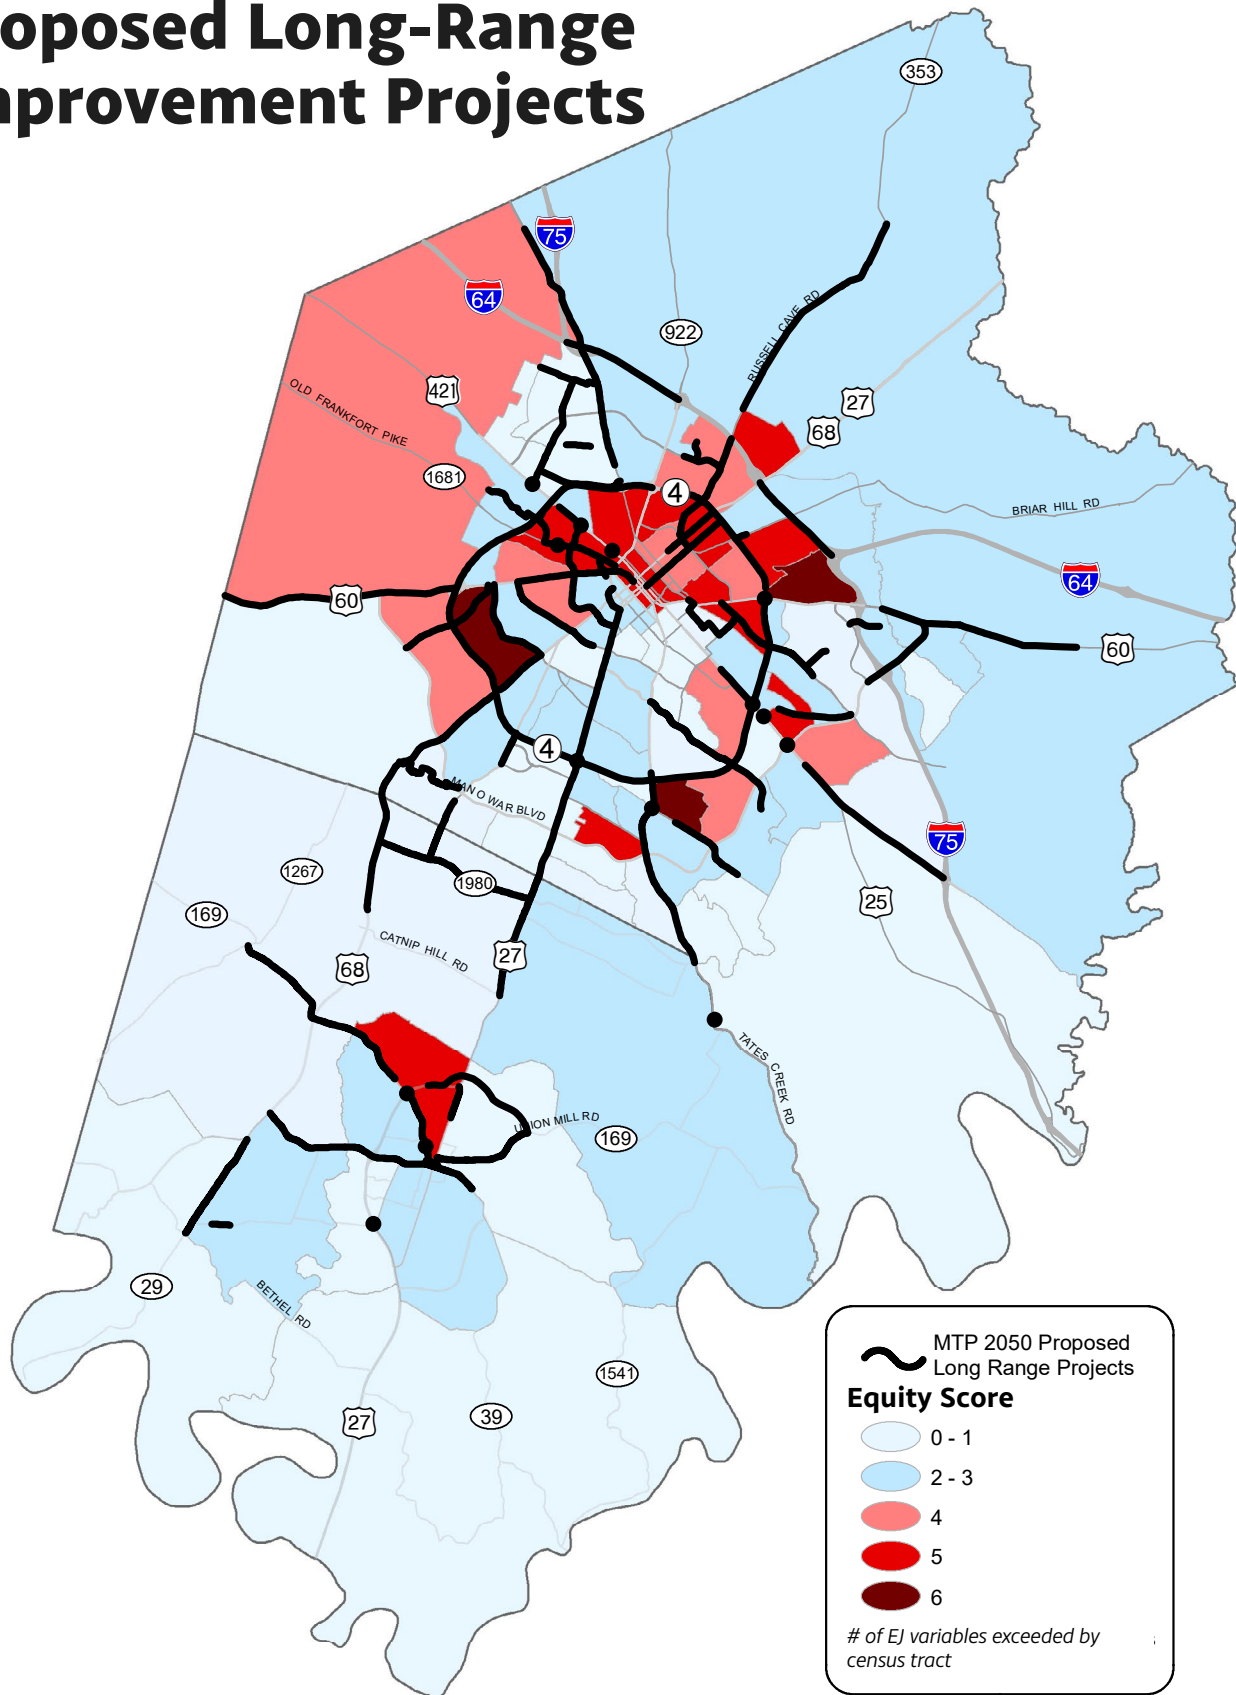 oposed Long-Range
nprovement Projects
353
75
64
922
RUSSELL CAVE RD
421
27
68
OLD FRANKFORT PIKE
1681
4
BRIAR HILL RD
64
60
60
4
MAN O WAR BLVD
75
1267
1980
169
25
CATNIP HILL RD
27
68
TATES CREEK RD
UNION MILL RD
169
29
BETHEL RD
1541
27
39
MTP 2050 Proposed
Long Range Projects
Equity Score
0 - 1
2 - 3
4
5
6
# of EJ variables exceeded by
census tract